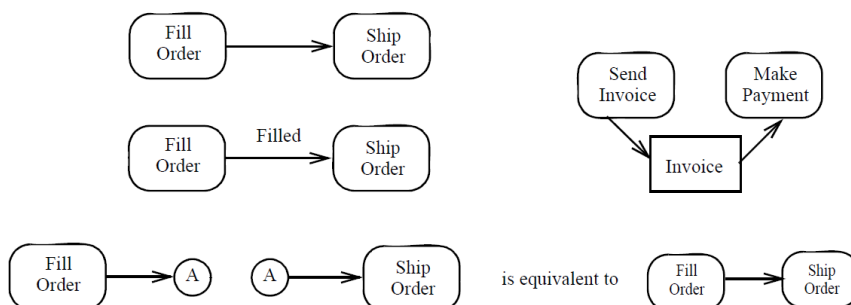 Fill
Order
Ship
Order
Send
Invoice
Make
Payment
Fill
Order
Filled
Ship
Order
Invoice
Fill
Order
A
A
Ship
Order
is equivalent to
Fill
Order
Ship
Order